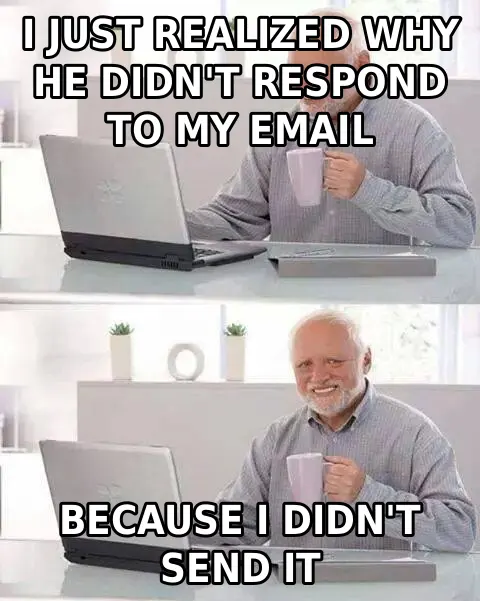 I JUST REALIZED WHY
HE DIDN'T RESPOND
TO MY EMAIL
BECAUSE I DIDN'T
SEND IT